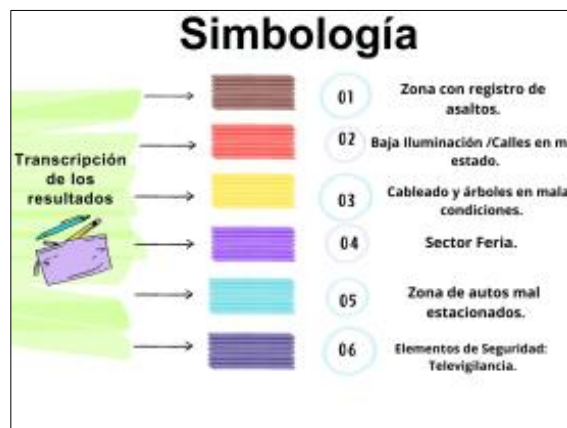 Simbología
Transcripción
de los
resultados
01
Zona con registro de
asaltos.
02
Baja Iluminación /Calles en m
estado.
03
Cableado y árboles en mala
condiciones.
04
Sector Feria.
05
Zona de autos mal
estacionados.
06
Elementos de Seguridad:
Televigilancia.